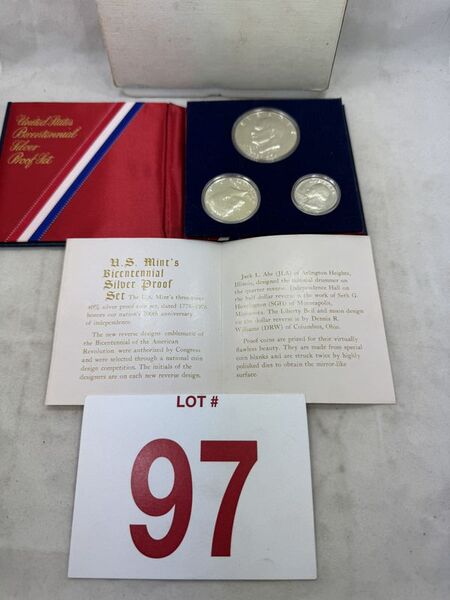 United States
Bicentennial
Silver
Proof Set
U.S. Mint's
Bicentennial
Silver Proof
Set The U.S. Mint's three-piece
40% silver proof coin set, dated 1776-1976
honors our nation's 200th anniversary
of independence.
The new reverse designs emblematic of
the Bicentennial of the American
Revolution, were authorized by Congress
and were selected through a national coin
design competition. The initials of the
designers are on each new reverse design.
Jack L. Ahr (JLA) of Arlington Heights,
Illinois, designed the colonial drummer on
the quarter reverse. Independence Hall on
the half dollar reverse is the work of Seth G.
Huntington (SGH) of Minneapolis,
Minnesota. The Liberty Bell and moon design
on the dollar reverse is by Dennis R.
Williams (DRW) of Columbus, Ohio.
Proof coins are prized for their virtually
flawless beauty. They are made from special
coin blanks and are struck twice by highly
polished dies to obtain the mirror-like
surface.
LOT #
97